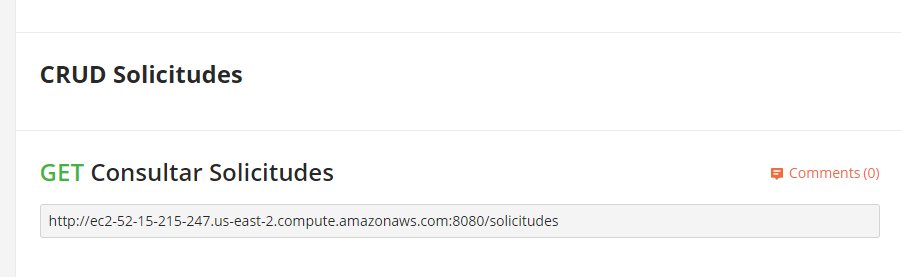 CRUD Solicitudes
GET Consultar Solicitudes
Comments (0)
http://ec2-52-15-215-247.us-east-2.compute.amazonaws.com:8080/solicitudes